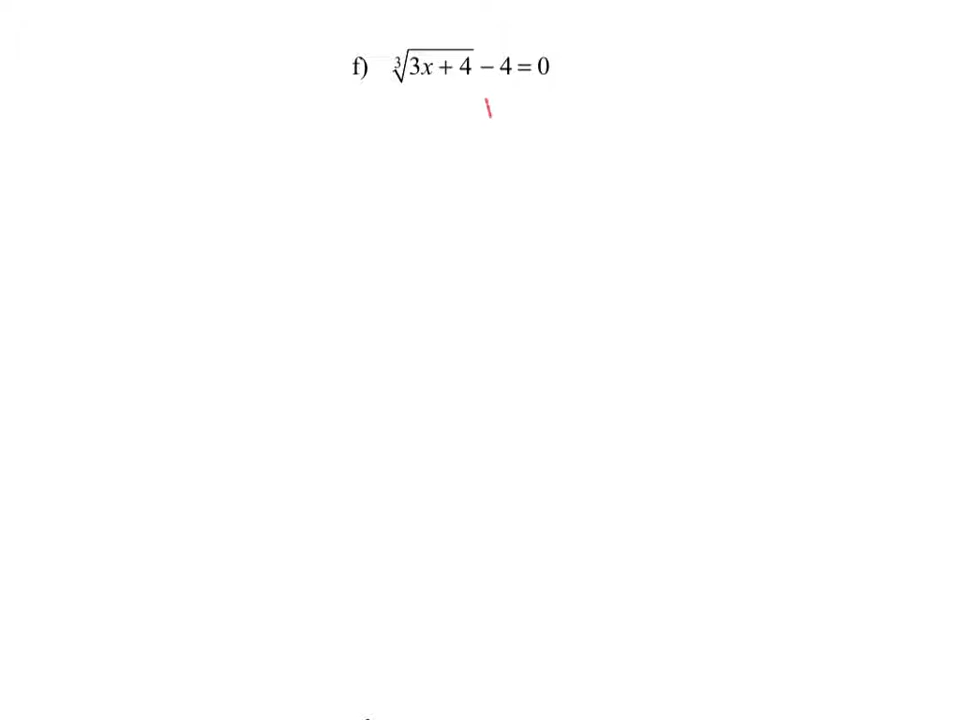 f) ∛(3x + 4) − 4 = 0